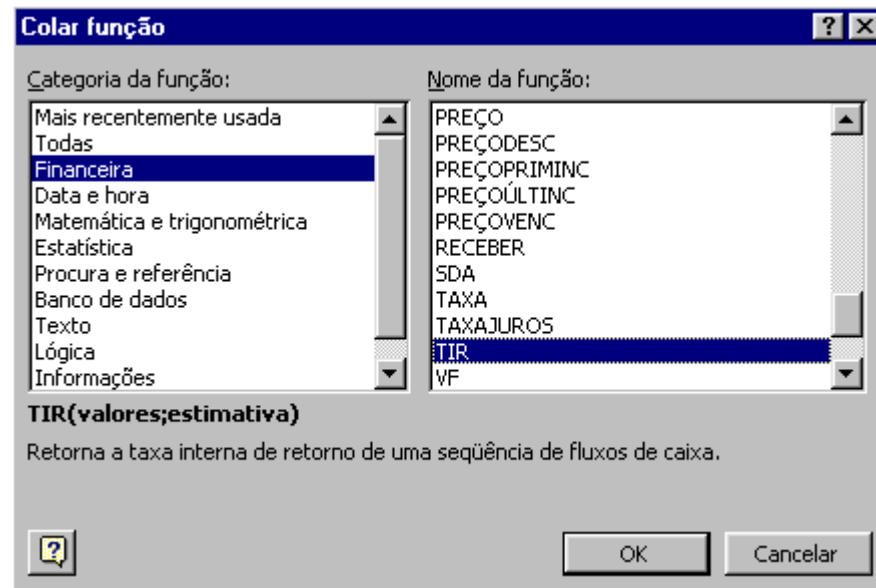 Colar função
Categoria da função:
Mais recentemente usada
Todas
Financeira
Data e hora
Matemática e trigonométrica
Estatística
Procura e referência
Banco de dados
Texto
Lógica
Informações
Nome da função:
PREÇO
PREÇODESC
PREÇOPRIMINC
PREÇOÚLTINC
PREÇOVENC
RECEBER
SDA
TAXA
TAXAJUROS
TIR
VF
TIR(valores;estimativa)
Retorna a taxa interna de retorno de uma seqüência de fluxos de caixa.
OK
Cancelar